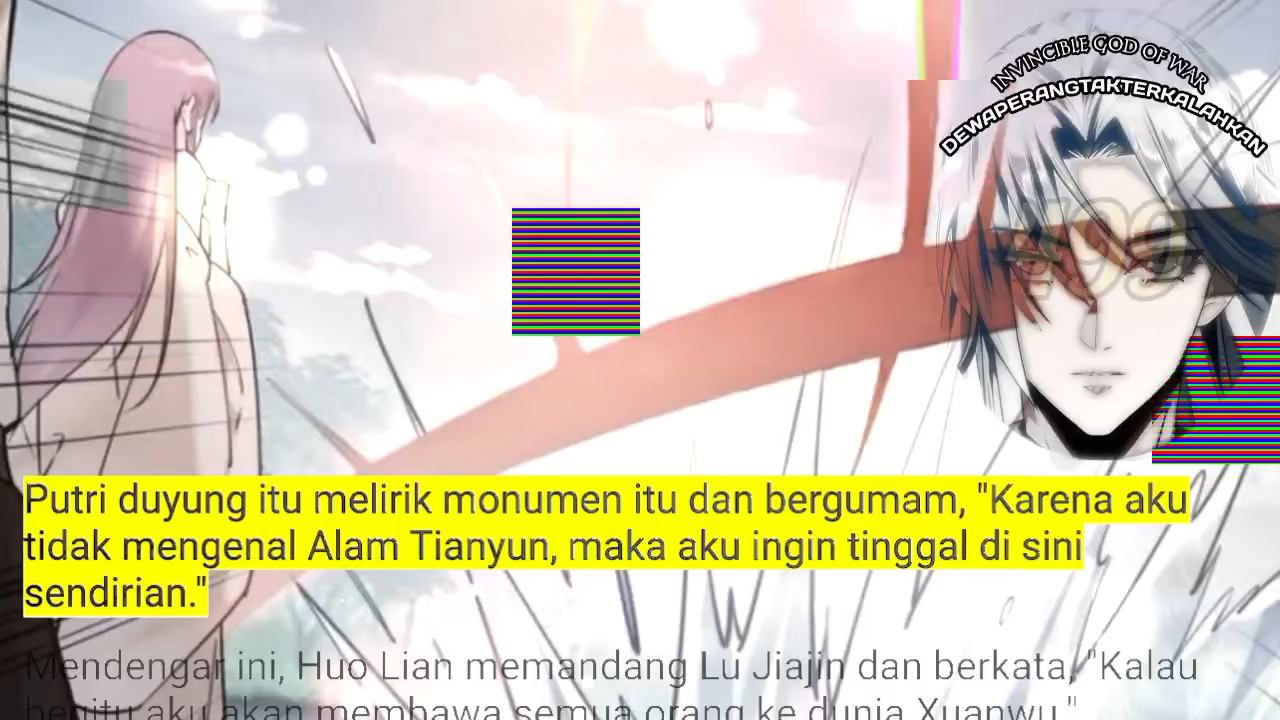 INVINCIBLE GOD OF WAR
DEWAPERANGTAKTERKALAHKAN
499
Putri duyung itu melirik monumen itu dan bergumam, "Karena aku
tidak mengenal Alam Tianyun, maka aku ingin tinggal di sini
sendirian."
Mendengar ini, Huo Lian memandang Lu Jiajin dan berkata, "Kalau
begitu aku akan membawa semua orang ke dunia Xuanwu."